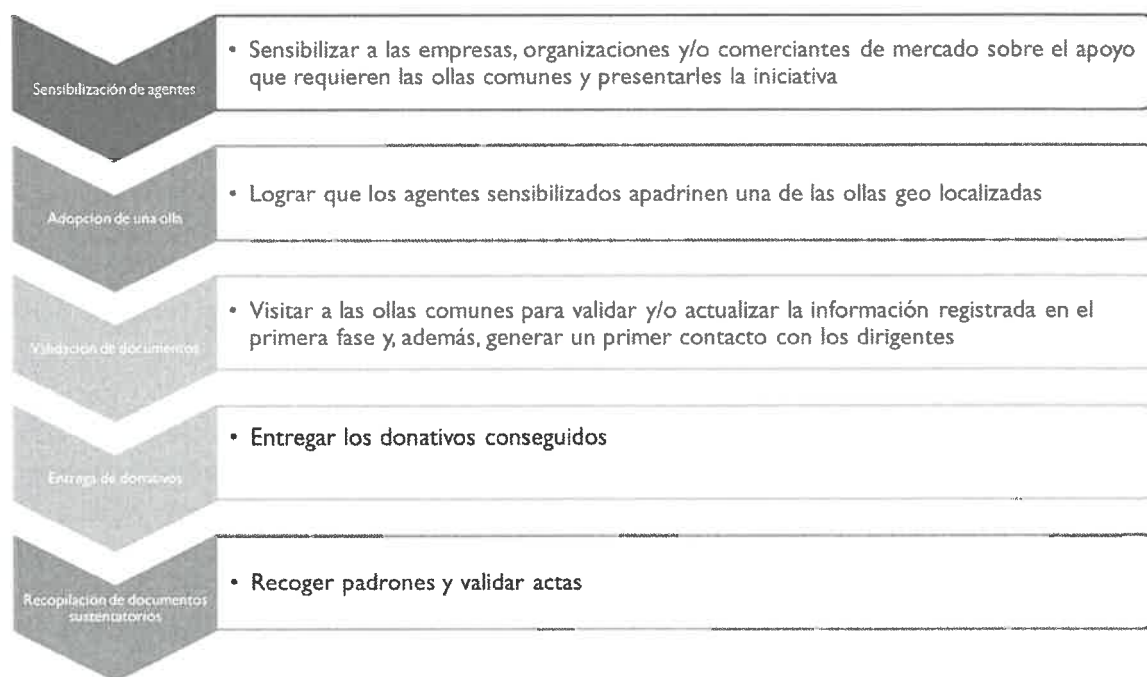 Sensibilización de agentes
• Sensibilizar a las empresas, organizaciones y/o comerciantes de mercado sobre el apoyo
que requieren las ollas comunes y presentarles la iniciativa
Adopción de una olla
• Lograr que los agentes sensibilizados apadrinen una de las ollas geo localizadas
Validación de documentos
• Visitar a las ollas comunes para validar y/o actualizar la información registrada en el
primera fase y, además, generar un primer contacto con los dirigentes
Entrega de donativos
• Entregar los donativos conseguidos
Recopilación de documentos
sustentatorios
• Recoger padrones y validar actas